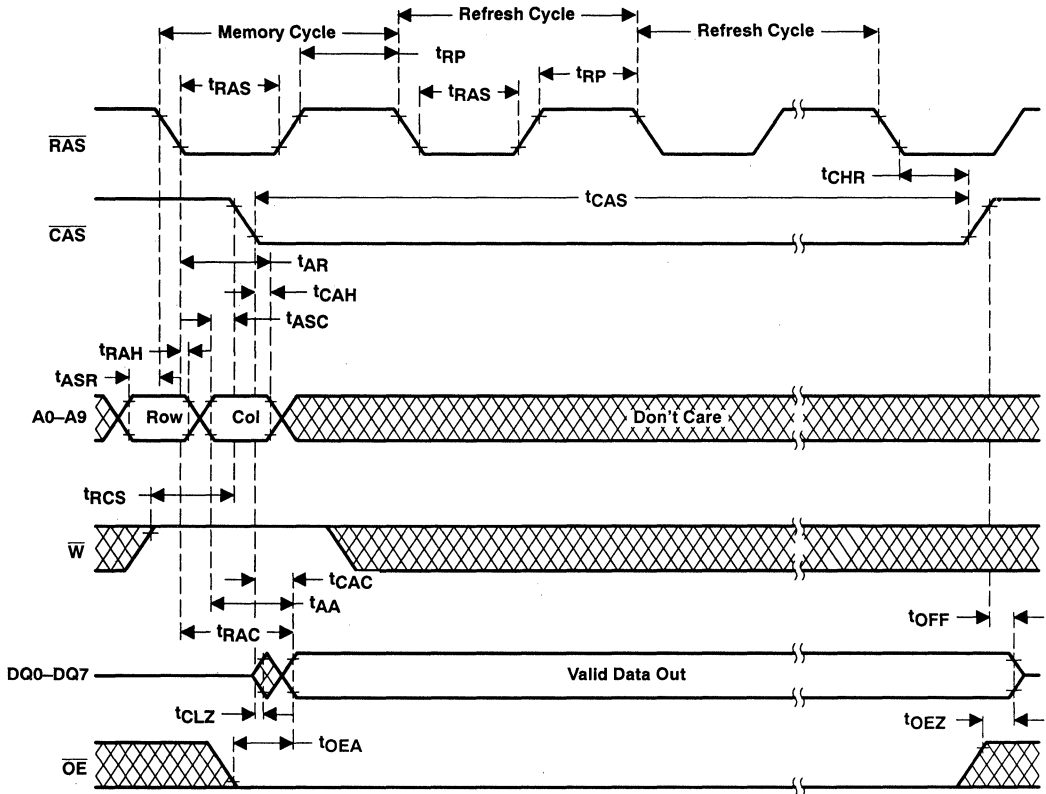 Refresh Cycle
Memory Cycle
Refresh Cycle
tRP
tRP
tRAS
tRAS
RAS
tCHR
tCAS
CAS
tAR
tCAH
tASC
tRAH
tASR
A0–A9
Row
Col
Don't Care
tRCS
W
tCAC
tAA
tRAC
tOFF
DQ0–DQ7
Valid Data Out
tCLZ
tOEZ
tOEA
OE